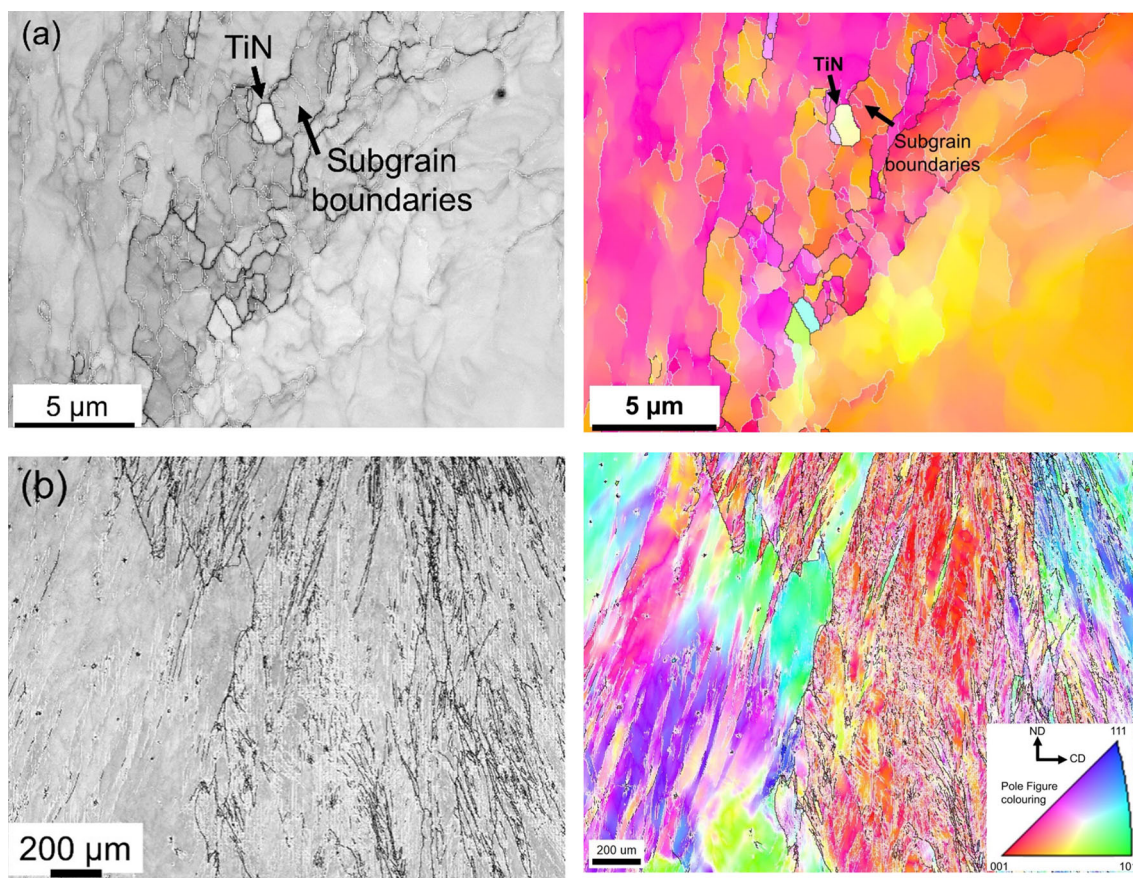 (a)
TiN
Subgrain
boundaries
5 μm
TiN
Subgrain
boundaries
5 μm
(b)
200 μm
200 um
ND
CD
Pole Figure
colouring
111
001
10